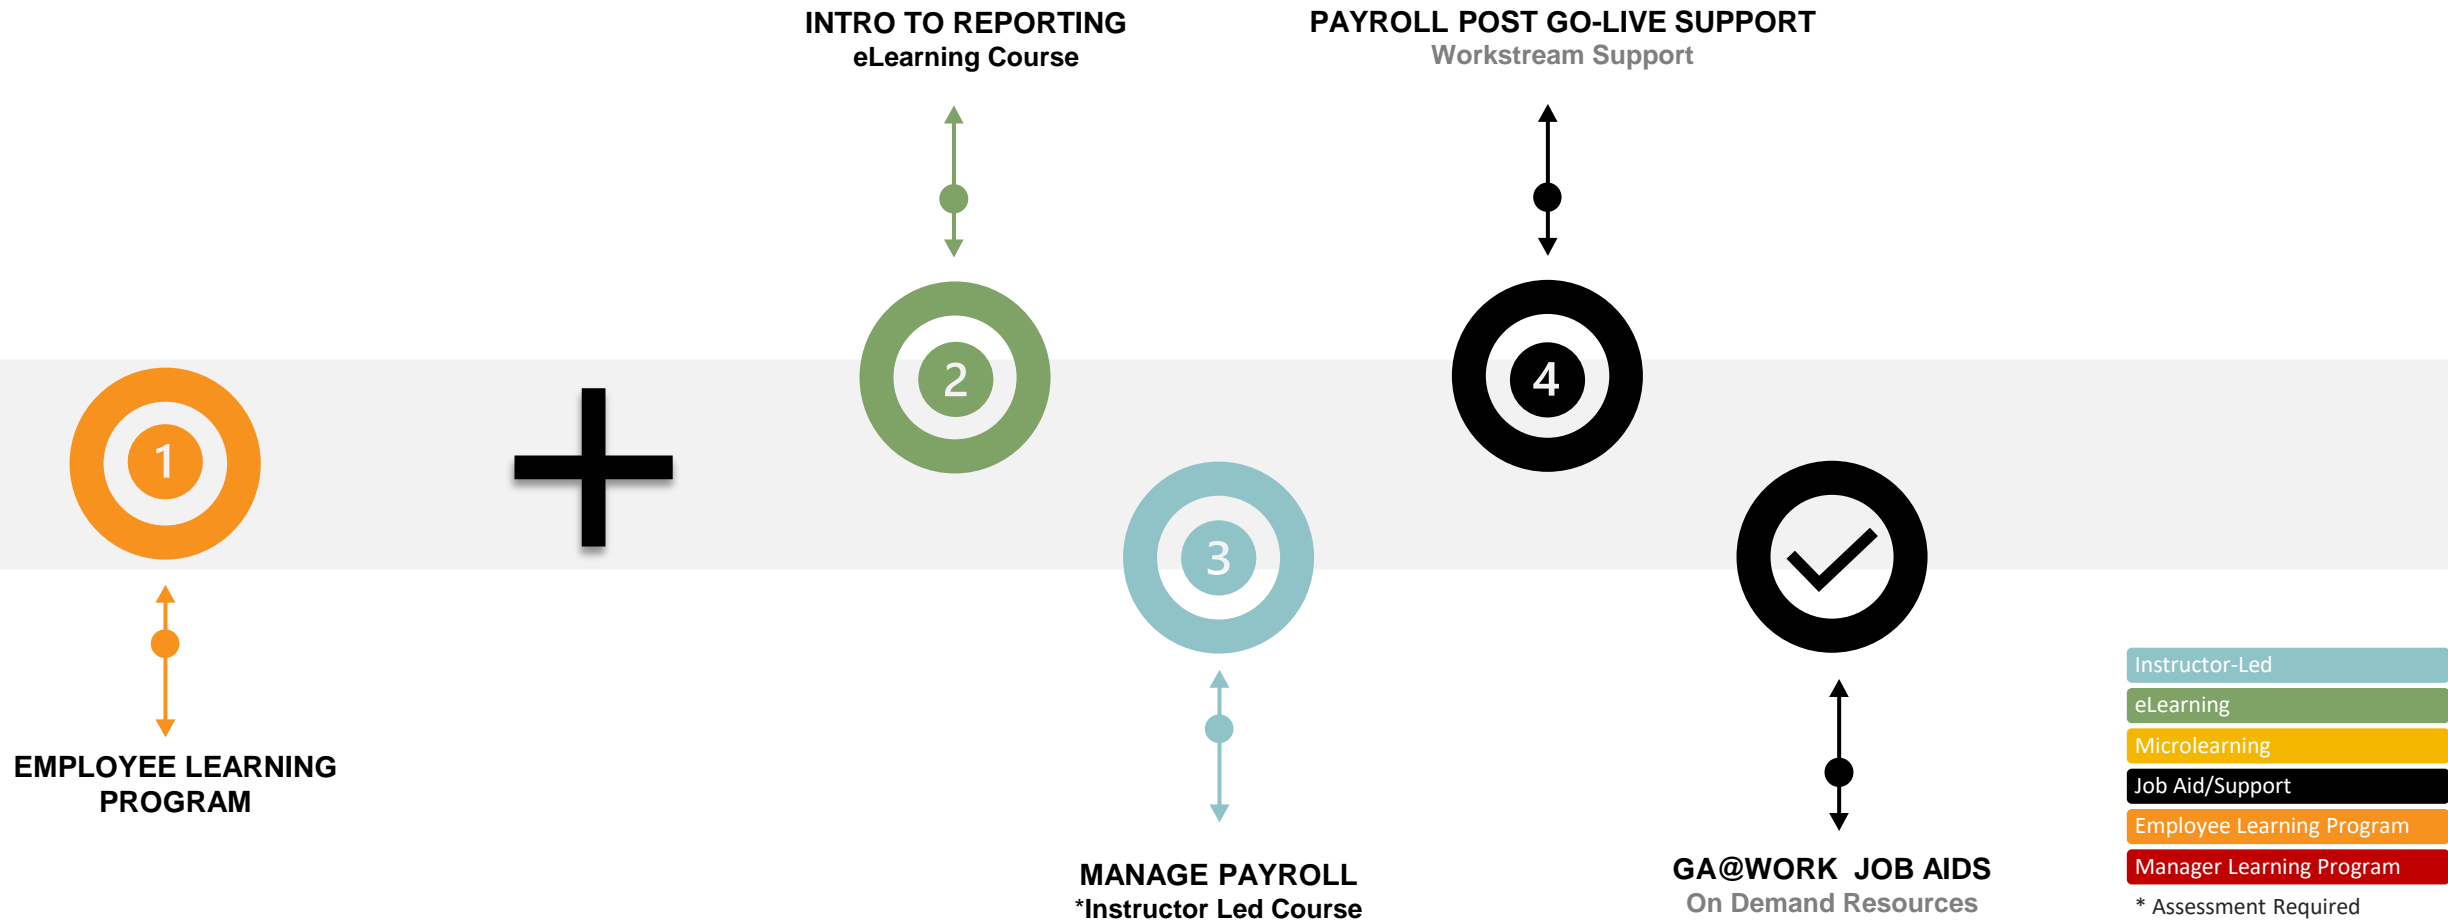 INTRO TO REPORTING
eLearning Course
PAYROLL POST GO-LIVE SUPPORT
Workstream Support
1
2
3
4
EMPLOYEE LEARNING
PROGRAM
MANAGE PAYROLL
*Instructor Led Course
GA@WORK JOB AIDS
On Demand Resources
Instructor-Led
eLearning
Microlearning
Job Aid/Support
Employee Learning Program
Manager Learning Program
* Assessment Required